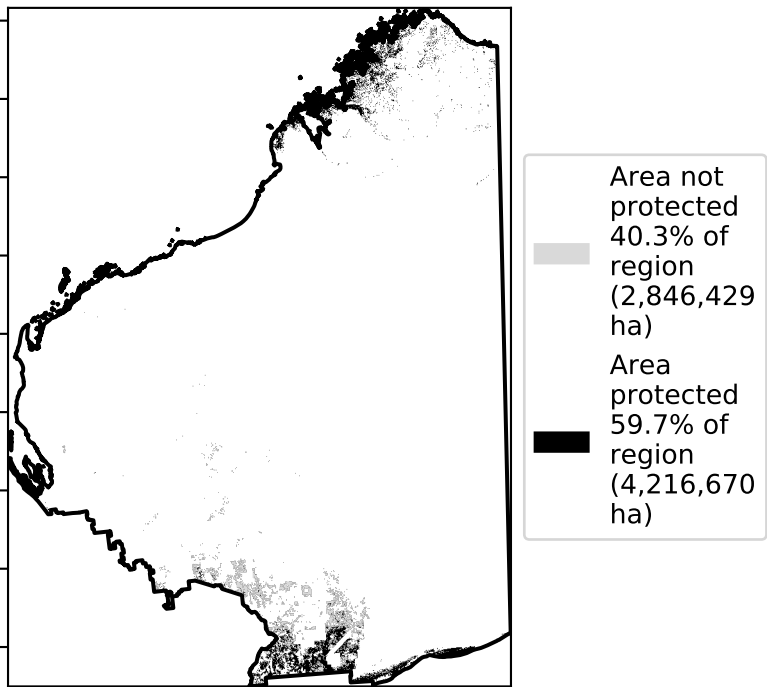 Area not
protected
40.3% of
region
(2,846,429
ha)
Area
protected
59.7% of
region
(4,216,670
ha)